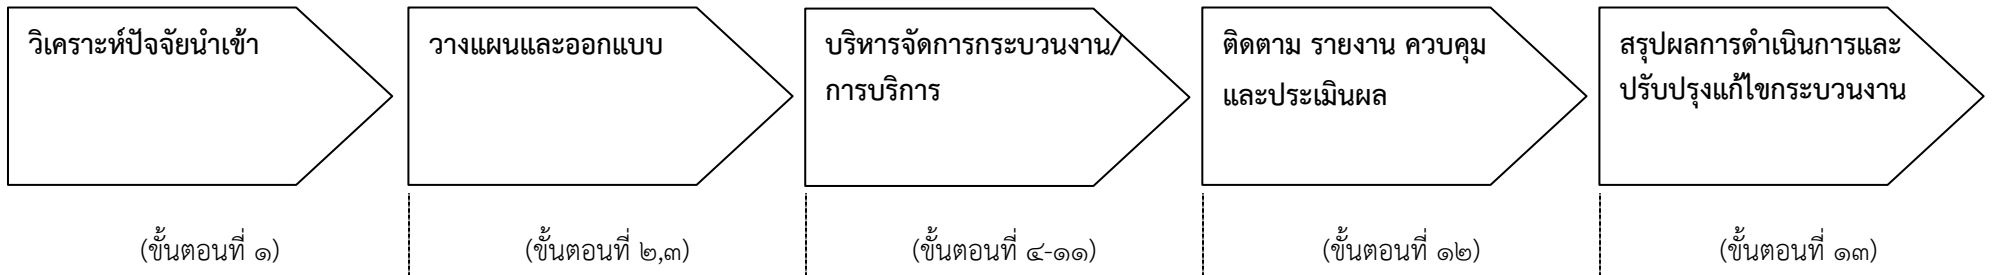 วิเคราะห์ปัจจัยนำเข้า
วางแผนและออกแบบ
บริหารจัดการกระบวนงาน/
การบริการ
ติดตาม รายงาน ควบคุม
และประเมินผล
สรุปผลการดำเนินการและ
ปรับปรุงแก้ไขกระบวนงาน
(ขั้นตอนที่ ๑)
(ขั้นตอนที่ ๒,๓)
(ขั้นตอนที่ ๔-๑๑)
(ขั้นตอนที่ ๑๒)
(ขั้นตอนที่ ๑๓)